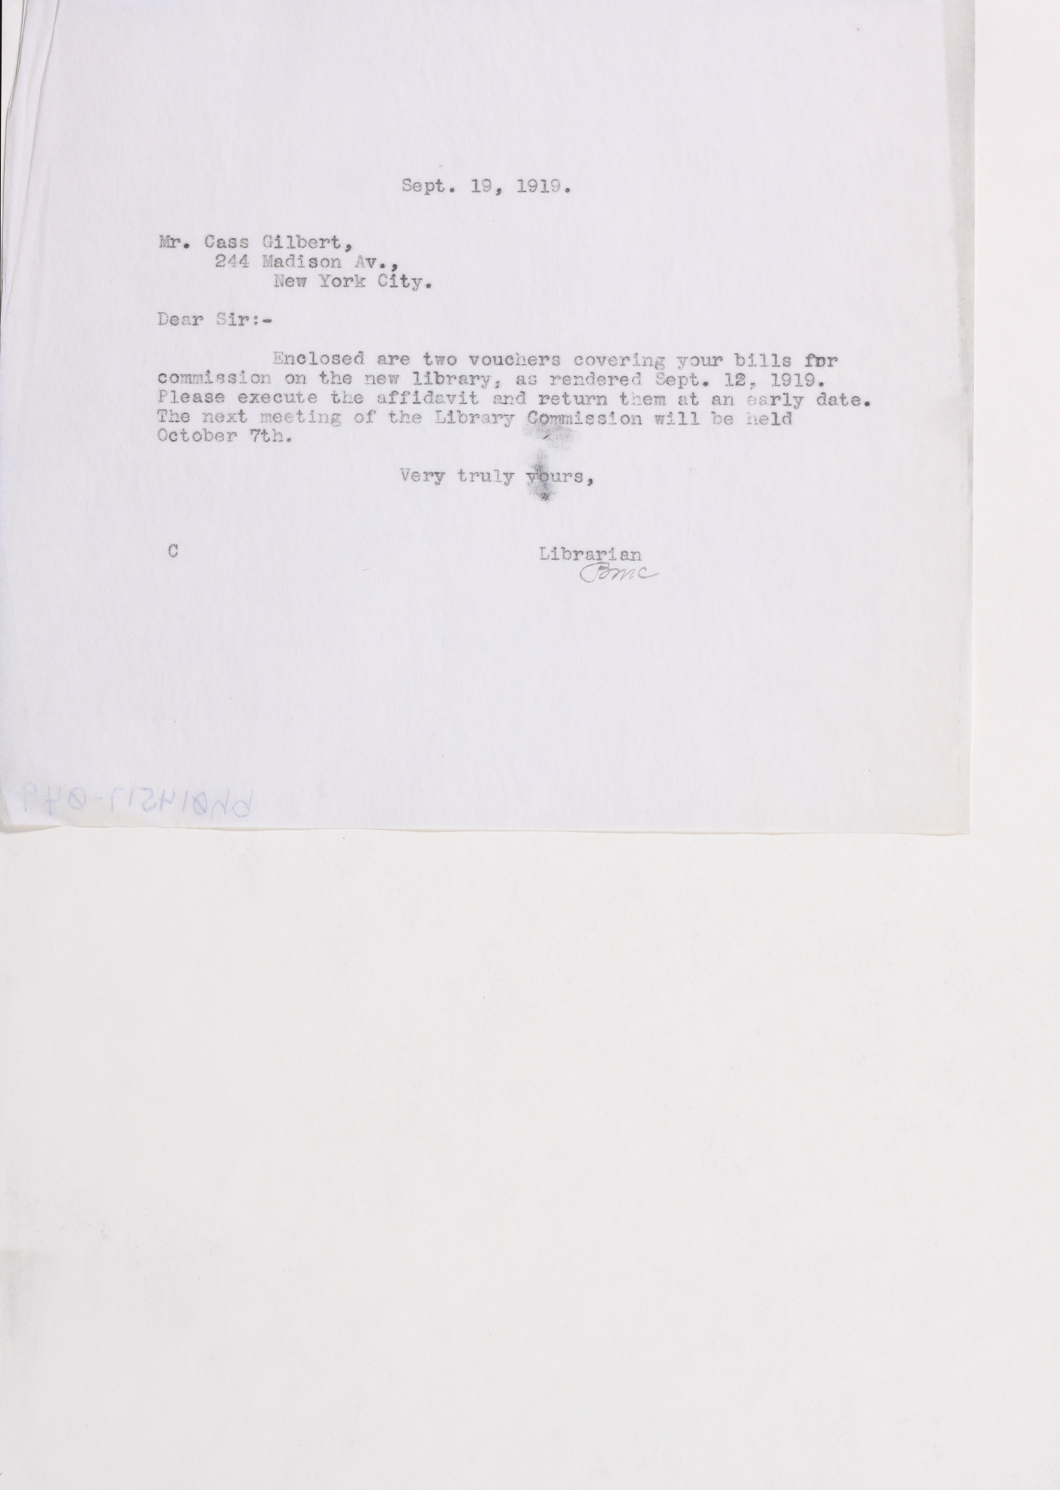 Sept. 19, 1919.
Mr. Cass Gilbert,
244 Madison Av.,
New York City.
Dear Sir:-
Enclosed are two vouchers covering your bills for
commission on the new library, as rendered Sept. 12, 1919.
Please execute the affidavit and return them at an early date.
The next meeting of the Library Commission will be held
October 7th.
Very truly yours,
C Librarian
BMC